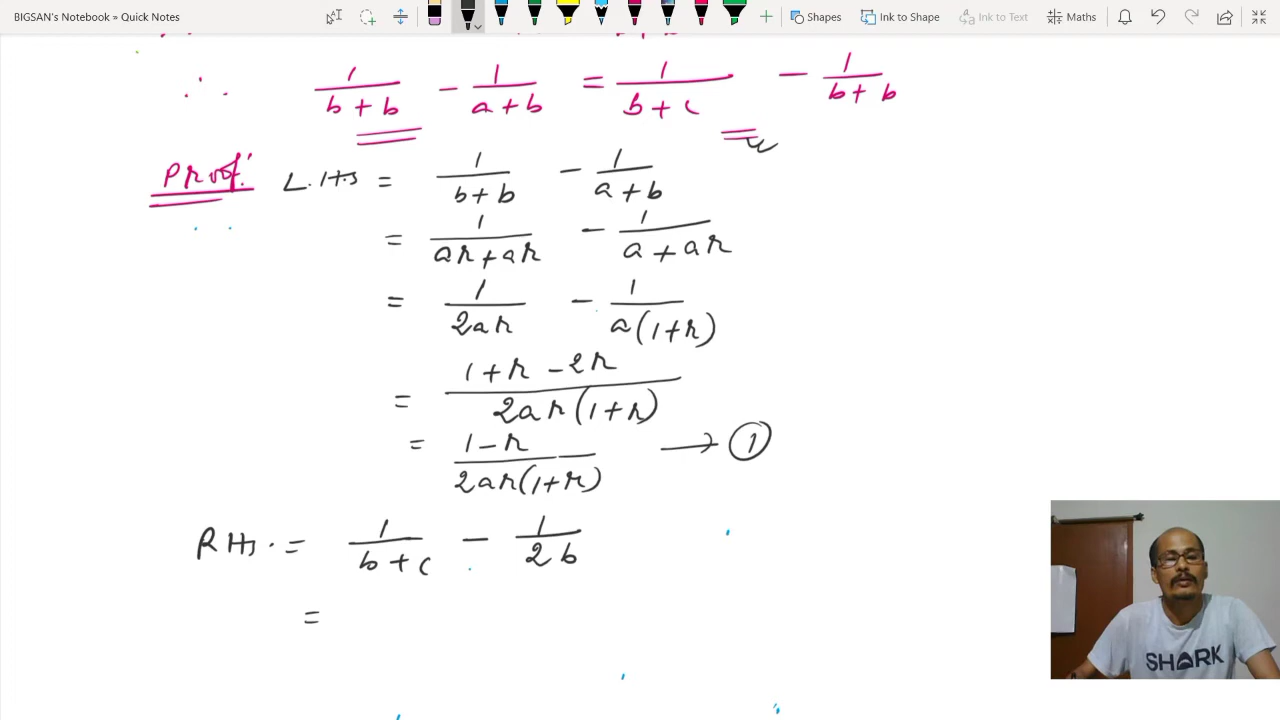 BIGSAN's Notebook » Quick Notes
Shapes Ink to Shape Ink to Text Maths
∴ 1/(b+b) - 1/(a+b) = 1/(b+c) - 1/(b+b)
Proof: L.H.S = 1/(b+b) - 1/(a+b)
= 1/(ar+ar) - 1/(a+ar)
= 1/(2ar) - 1/(a(1+r))
= (1+r-2r)/(2ar(1+r))
= (1-r)/(2ar(1+r)) → ①
RHS. = 1/(b+c) - 1/(2b)
=
SHARK